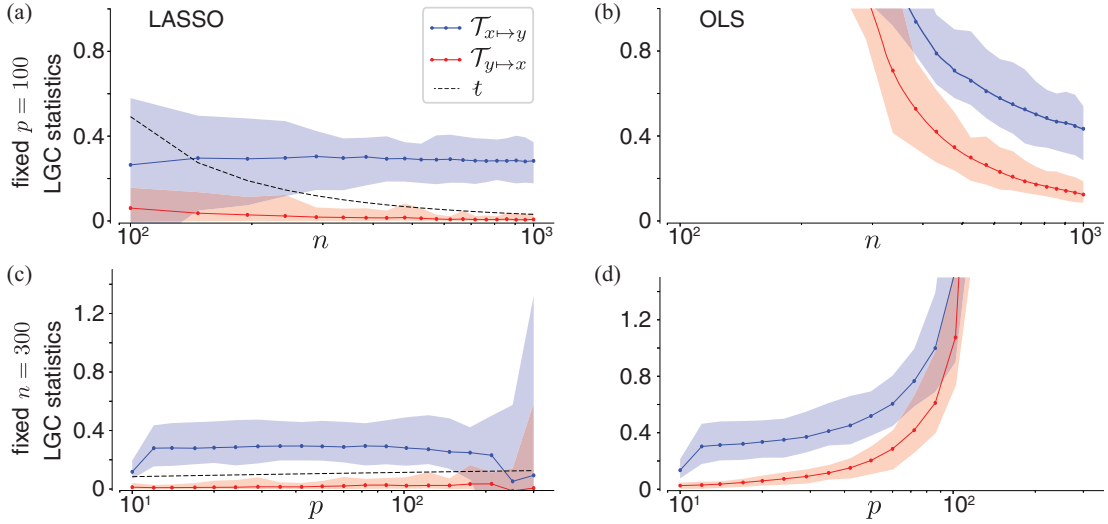 (a) LASSO
𝒯x↦y
𝒯y↦x
t
fixed p = 100
LGC statistics
0.8
0.4
0
10²
n
10³
(b) OLS
0.8
0.4
0
10²
n
10³
(c)
fixed n = 300
LGC statistics
1.2
0.8
0.4
0
10¹
p
10²
(d)
1.2
0.8
0.4
0
10¹
p
10²